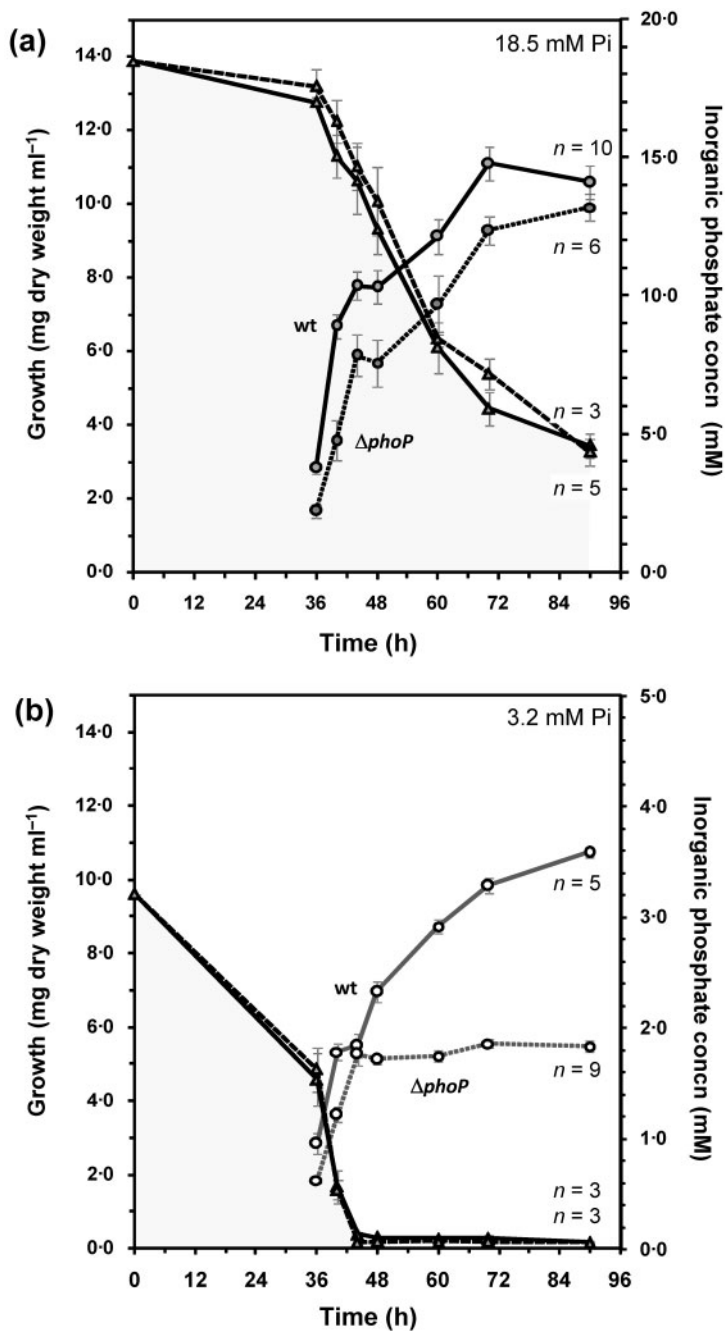 (a)
18.5 mM Pi
Growth (mg dry weight ml⁻¹)
14·0
12·0
10·0
8·0
6·0
4·0
2·0
0·0
20·0
15·0
10·0
5·0
0·0
Inorganic phosphate concn (mM)
n = 10
n = 6
wt
ΔphoP
n = 3
n = 5
0 12 24 36 48 60 72 84 96
Time (h)
(b)
3.2 mM Pi
Growth (mg dry weight ml⁻¹)
14·0
12·0
10·0
8·0
6·0
4·0
2·0
0·0
5·0
4·0
3·0
2·0
1·0
0·0
Inorganic phosphate concn (mM)
n = 5
wt
ΔphoP
n = 9
n = 3
n = 3
0 12 24 36 48 60 72 84 96
Time (h)